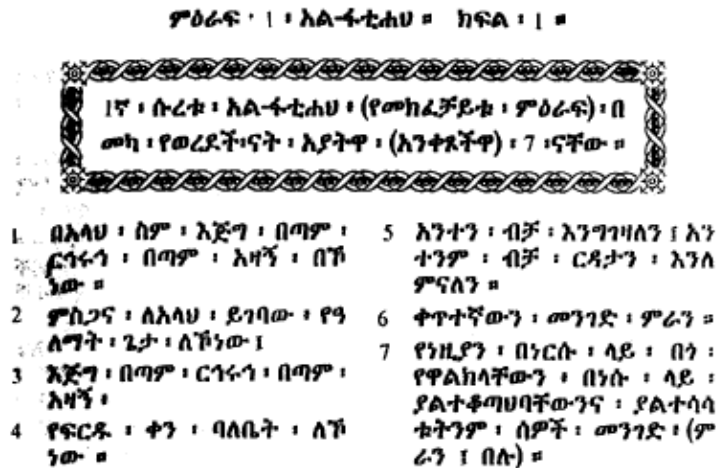 ምዕራፍ ፡ 1 ፡ አል-ፋቲሐህ ። ክፍል ፡ 1 ።
1ኛ ፡ ሱረቱ ፡ አል-ፋቲሐህ ፡ (የመክፈቻይቱ ፡ ምዕራፍ) ፡ በ
መካ ፡ የወረደች፡ናት ፡ አያትዋ ፡ (አንቀጾችዋ) ፡ 7 ፡ናቸው ።
1 በአላህ ፡ ስም ፡ እጅግ ፡ በጣም ፡
ርኅሩኅ ፡ በጣም ፡ አዛኝ ፡ በኾ
ነው ።
2 ምስጋና ፡ ለአላህ ፡ ይገባው ፡ የዓ
ለማት ፡ ጌታ ፡ ለኾነው ፤
3 እጅግ ፡ በጣም ፡ ርኅሩኅ ፡ በጣም ፡
አዛኝ ፡
4 የፍርዱ ፡ ቀን ፡ ባለቤት ፡ ለኾ
ነው ።
5 አንተን ፡ ብቻ ፡ እንግገዛለን ፤ አን
ተንም ፡ ብቻ ፡ ርዳታን ፡ እንለ
ምናለን ።
6 ቀጥተኛውን ፡ መንገድ ፡ ምራን ።
7 የነዚያን ፡ በነርሱ ፡ ላይ ፡ በጎ ፡
የዋልክላቸውን ፡ በነሱ ፡ ላይ ፡
ያልተቆጣህባቸውንና ፡ ያልተሳሳ
ቱትንም ፡ ሰዎች ፡ መንገድ ፡ (ም
ራን ፤ በሉ) ።